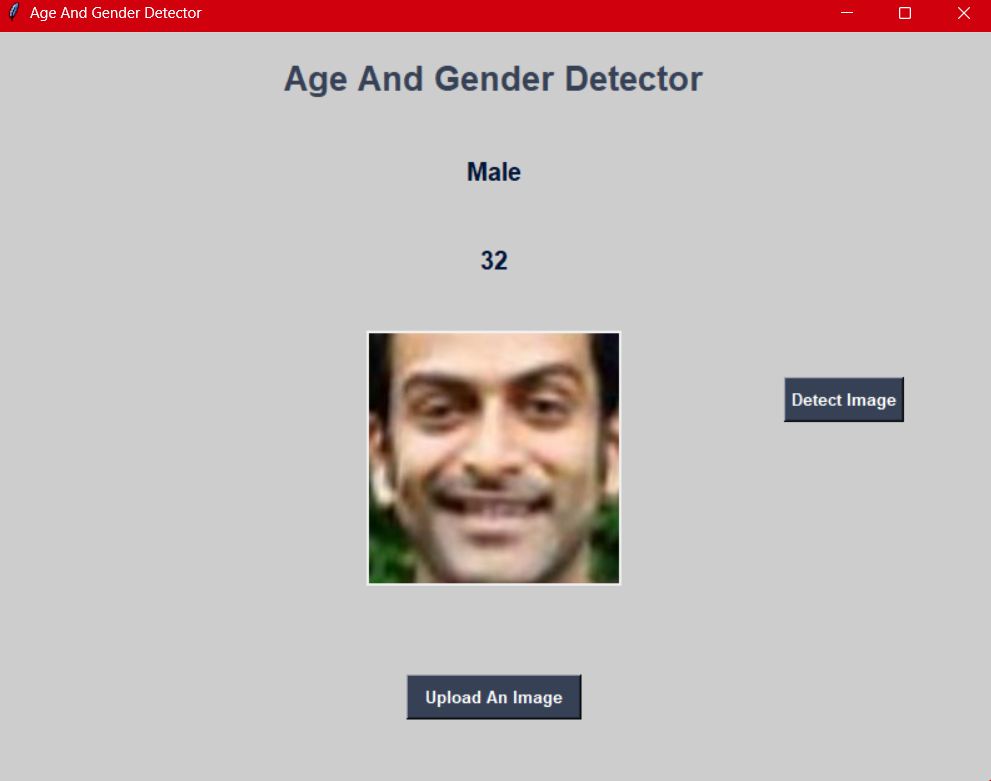 Age And Gender Detector
Age And Gender Detector
Male
32
Detect Image
Upload An Image